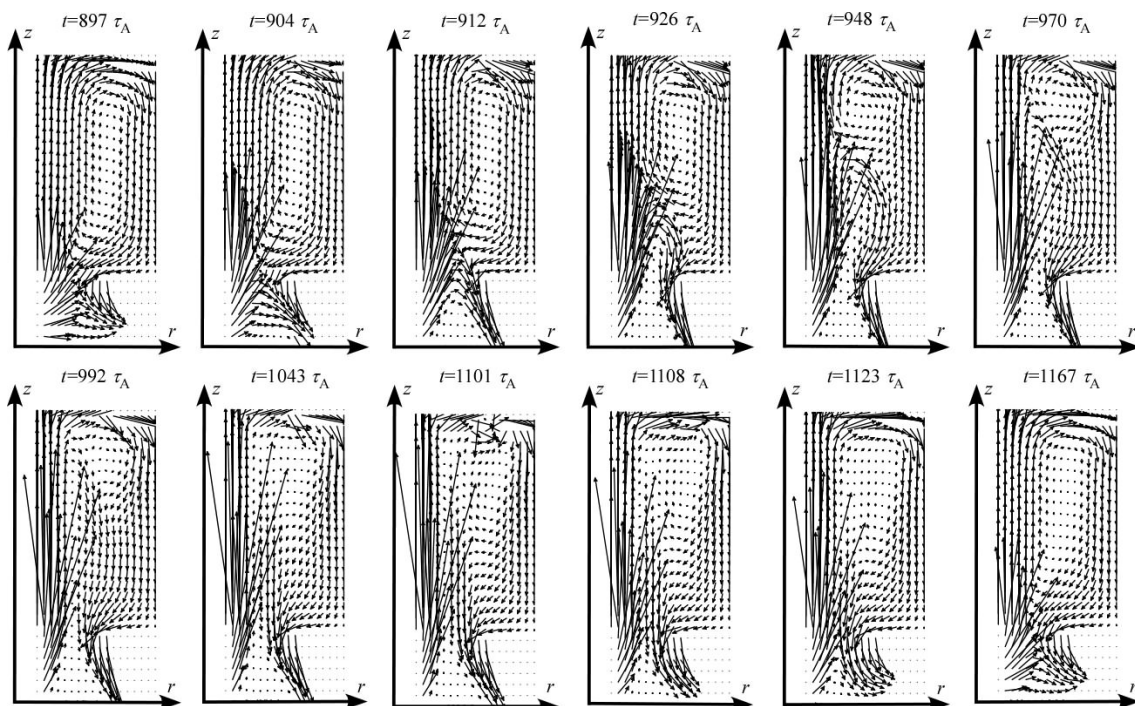 t=897 τA t=904 τA t=912 τA t=926 τA t=948 τA t=970 τA
z z z z z z
r r r r r r
t=992 τA t=1043 τA t=1101 τA t=1108 τA t=1123 τA t=1167 τA
z z z z z z
r r r r r r